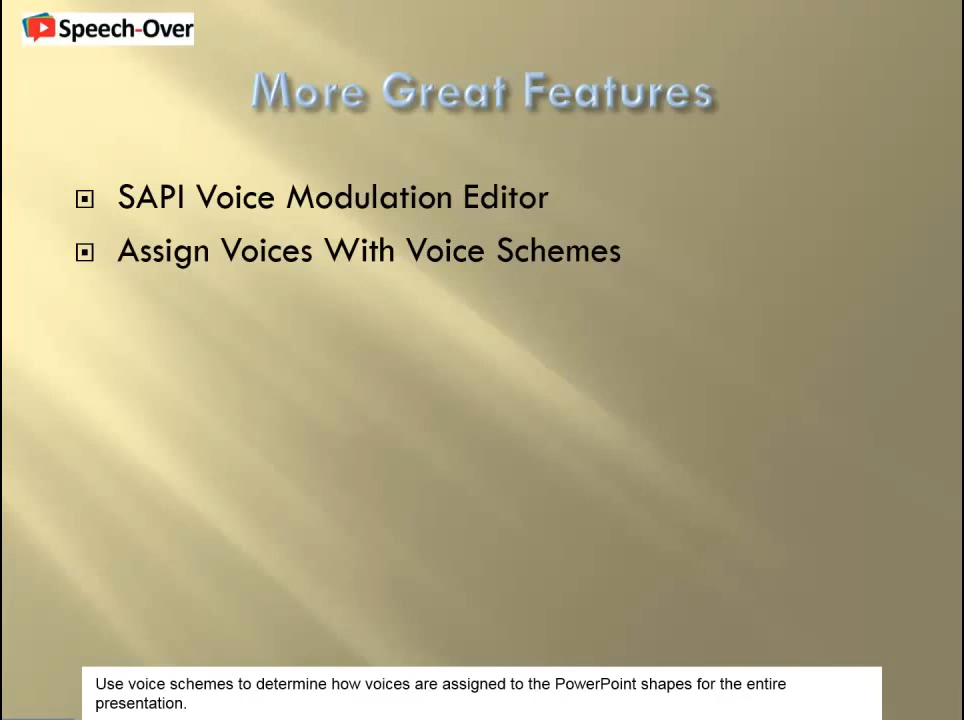 Speech-Over
More Great Features
SAPI Voice Modulation Editor
Assign Voices With Voice Schemes
Use voice schemes to determine how voices are assigned to the PowerPoint shapes for the entire
presentation.